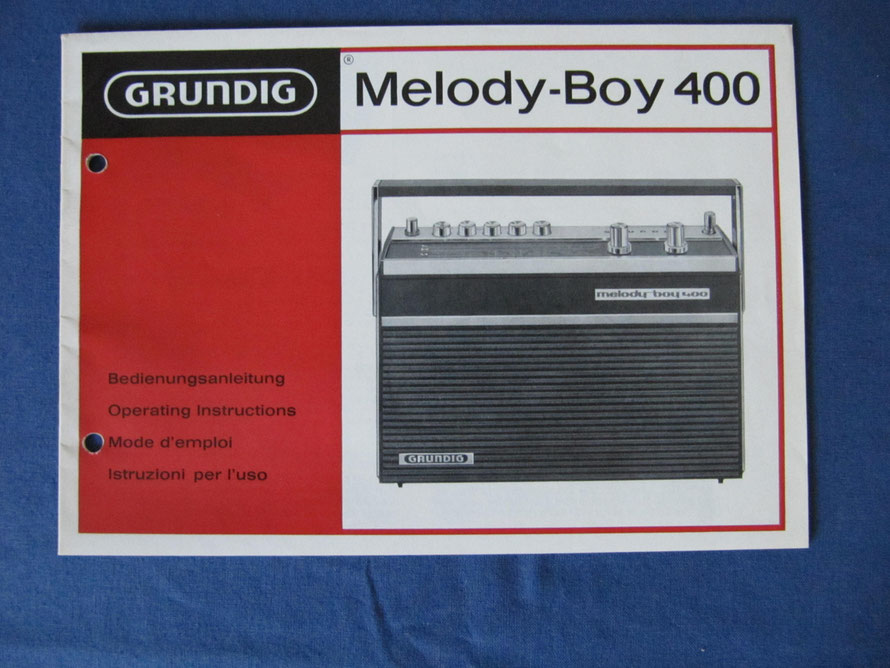 GRUNDIG
® Melody-Boy 400
melody-boy 400
Bedienungsanleitung
Operating Instructions
Mode d'emploi
Istruzioni per l'uso
GRUNDIG